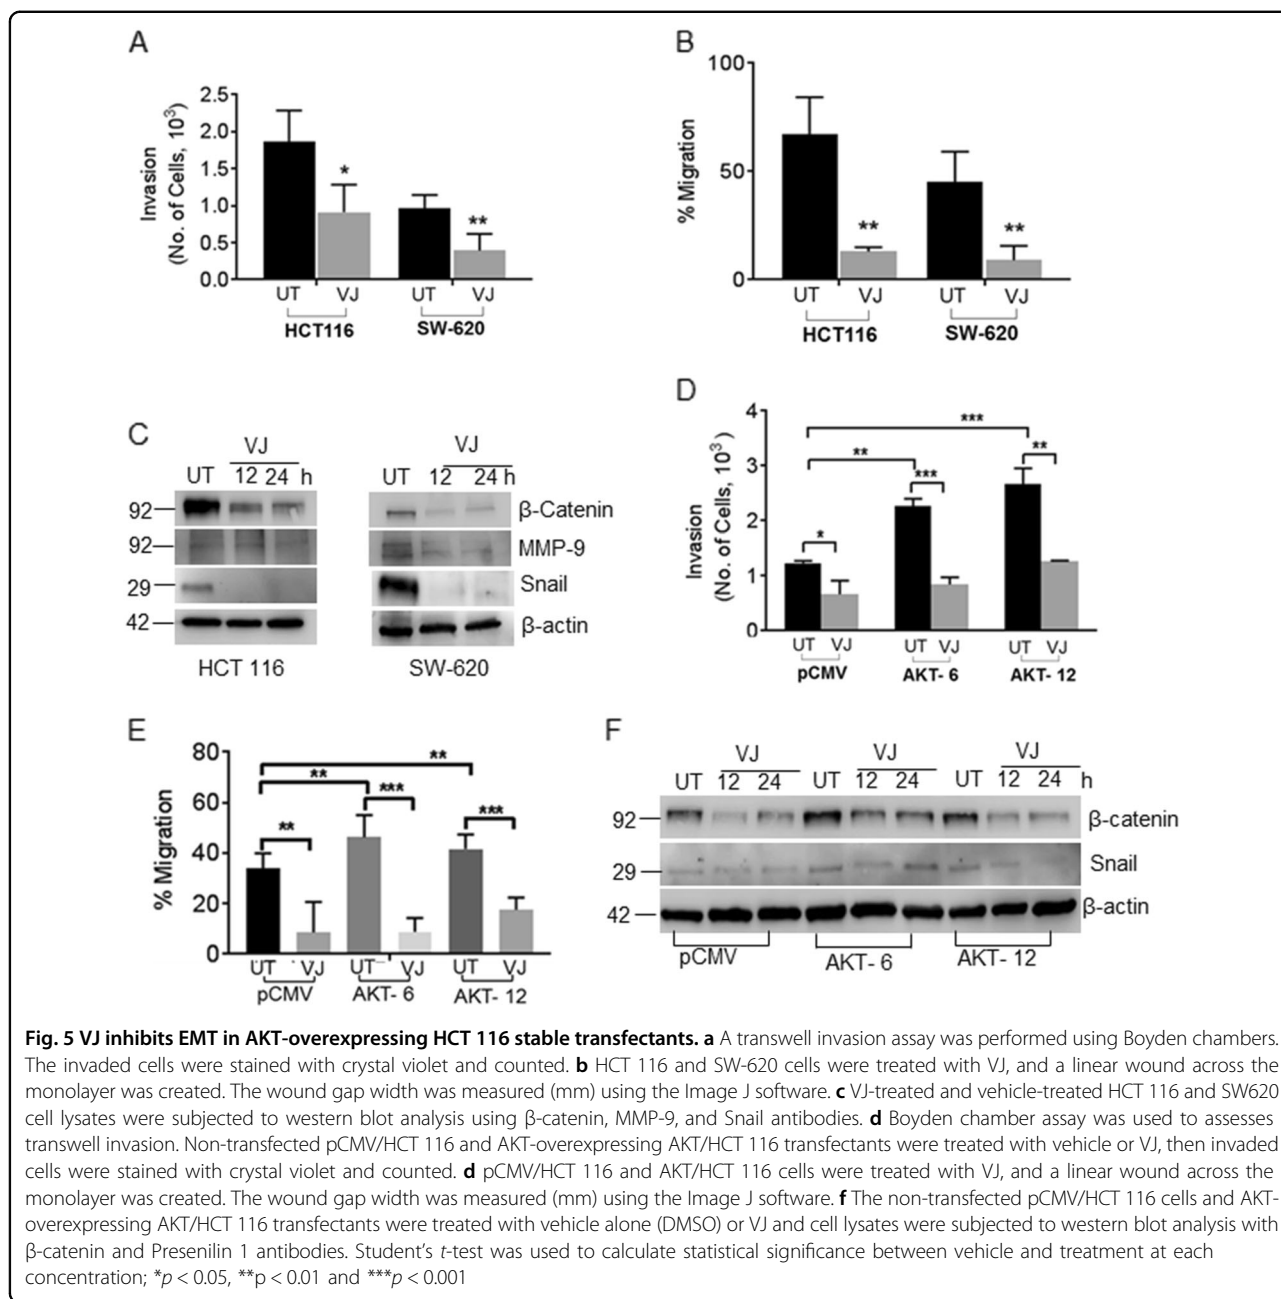 A
2.5
2.0
1.5
1.0
0.5
0.0
Invasion
(No. of Cells, 10³)
*
**
UT VJ UT VJ
HCT116 SW-620
B
100
50
0
% Migration
**
**
UT VJ UT VJ
HCT116 SW-620
C
VJ VJ
UT 12 24 h UT 12 24 h
92 β-Catenin
92 MMP-9
29 Snail
42 β-actin
HCT 116 SW-620
D
4
3
2
1
0
Invasion
(No. of Cells, 10³)
***
** **
***
*
UT VJ UT VJ UT VJ
pCMV AKT- 6 AKT- 12
E
80
60
40
20
0
% Migration
**
**
*** ***
**
UT VJ UT VJ UT VJ
pCMV AKT- 6 AKT- 12
F
VJ VJ VJ
UT 12 24 UT 12 24 UT 12 24 h
92 β-catenin
29 Snail
42 β-actin
pCMV AKT- 6 AKT- 12
Fig. 5 VJ inhibits EMT in AKT-overexpressing HCT 116 stable transfectants. a A transwell invasion assay was performed using Boyden chambers.
The invaded cells were stained with crystal violet and counted. b HCT 116 and SW-620 cells were treated with VJ, and a linear wound across the
monolayer was created. The wound gap width was measured (mm) using the Image J software. c VJ-treated and vehicle-treated HCT 116 and SW620
cell lysates were subjected to western blot analysis using β-catenin, MMP-9, and Snail antibodies. d Boyden chamber assay was used to assesses
transwell invasion. Non-transfected pCMV/HCT 116 and AKT-overexpressing AKT/HCT 116 transfectants were treated with vehicle or VJ, then invaded
cells were stained with crystal violet and counted. d pCMV/HCT 116 and AKT/HCT 116 cells were treated with VJ, and a linear wound across the
monolayer was created. The wound gap width was measured (mm) using the Image J software. f The non-transfected pCMV/HCT 116 cells and AKT-
overexpressing AKT/HCT 116 transfectants were treated with vehicle alone (DMSO) or VJ and cell lysates were subjected to western blot analysis with
β-catenin and Presenilin 1 antibodies. Student's t-test was used to calculate statistical significance between vehicle and treatment at each
concentration; *p < 0.05, **p < 0.01 and ***p < 0.001